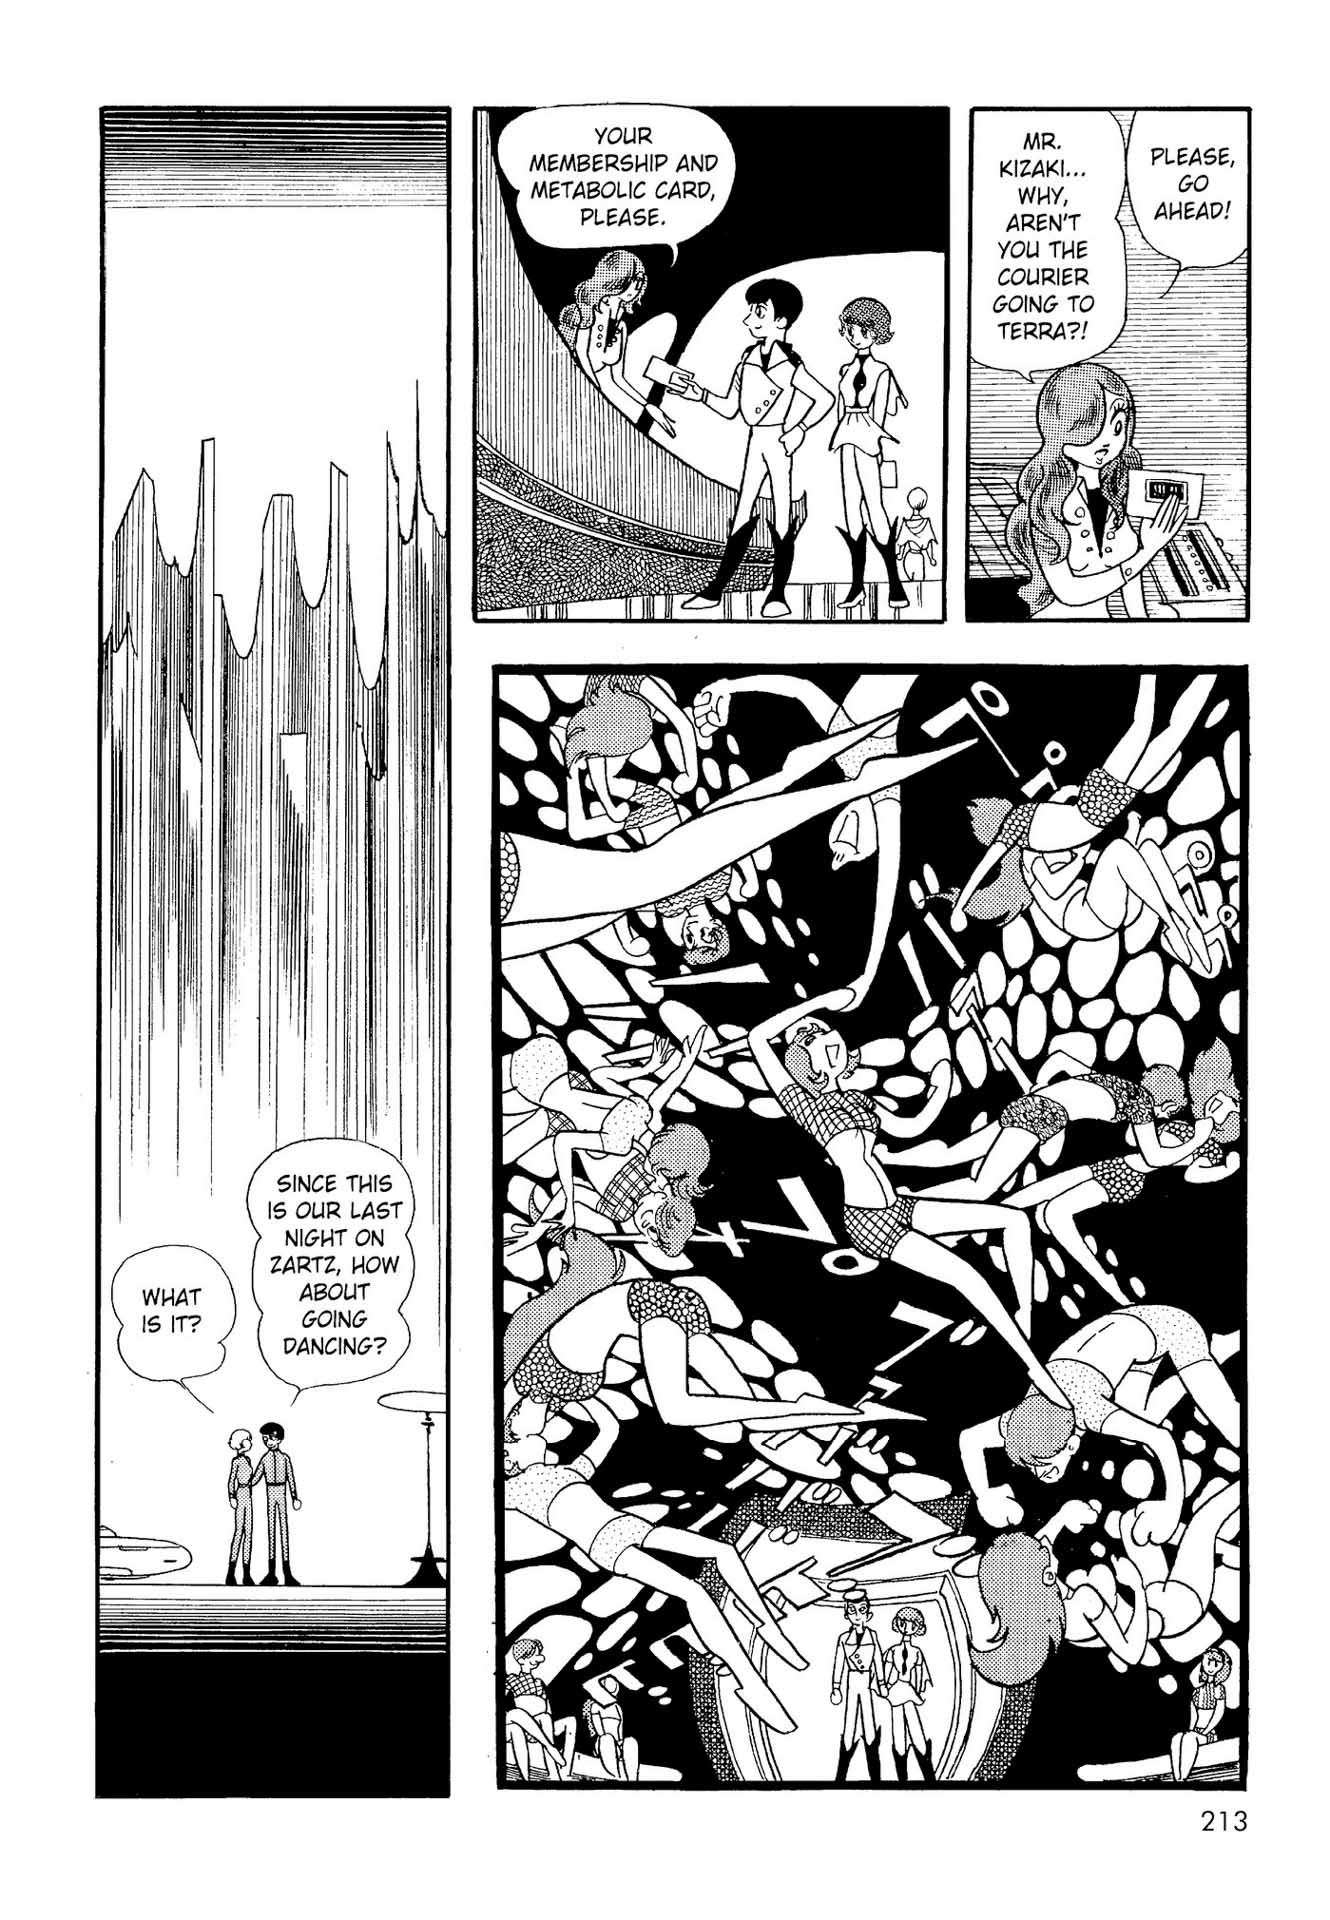 WHAT
IS IT?
SINCE THIS
IS OUR LAST
NIGHT ON
ZARTZ, HOW
ABOUT
GOING
DANCING?
YOUR
MEMBERSHIP AND
METABOLIC CARD,
PLEASE.
MR.
KIZAKI...
WHY,
AREN'T
YOU THE
COURIER
GOING TO
TERRA?!
PLEASE,
GO
AHEAD!
213